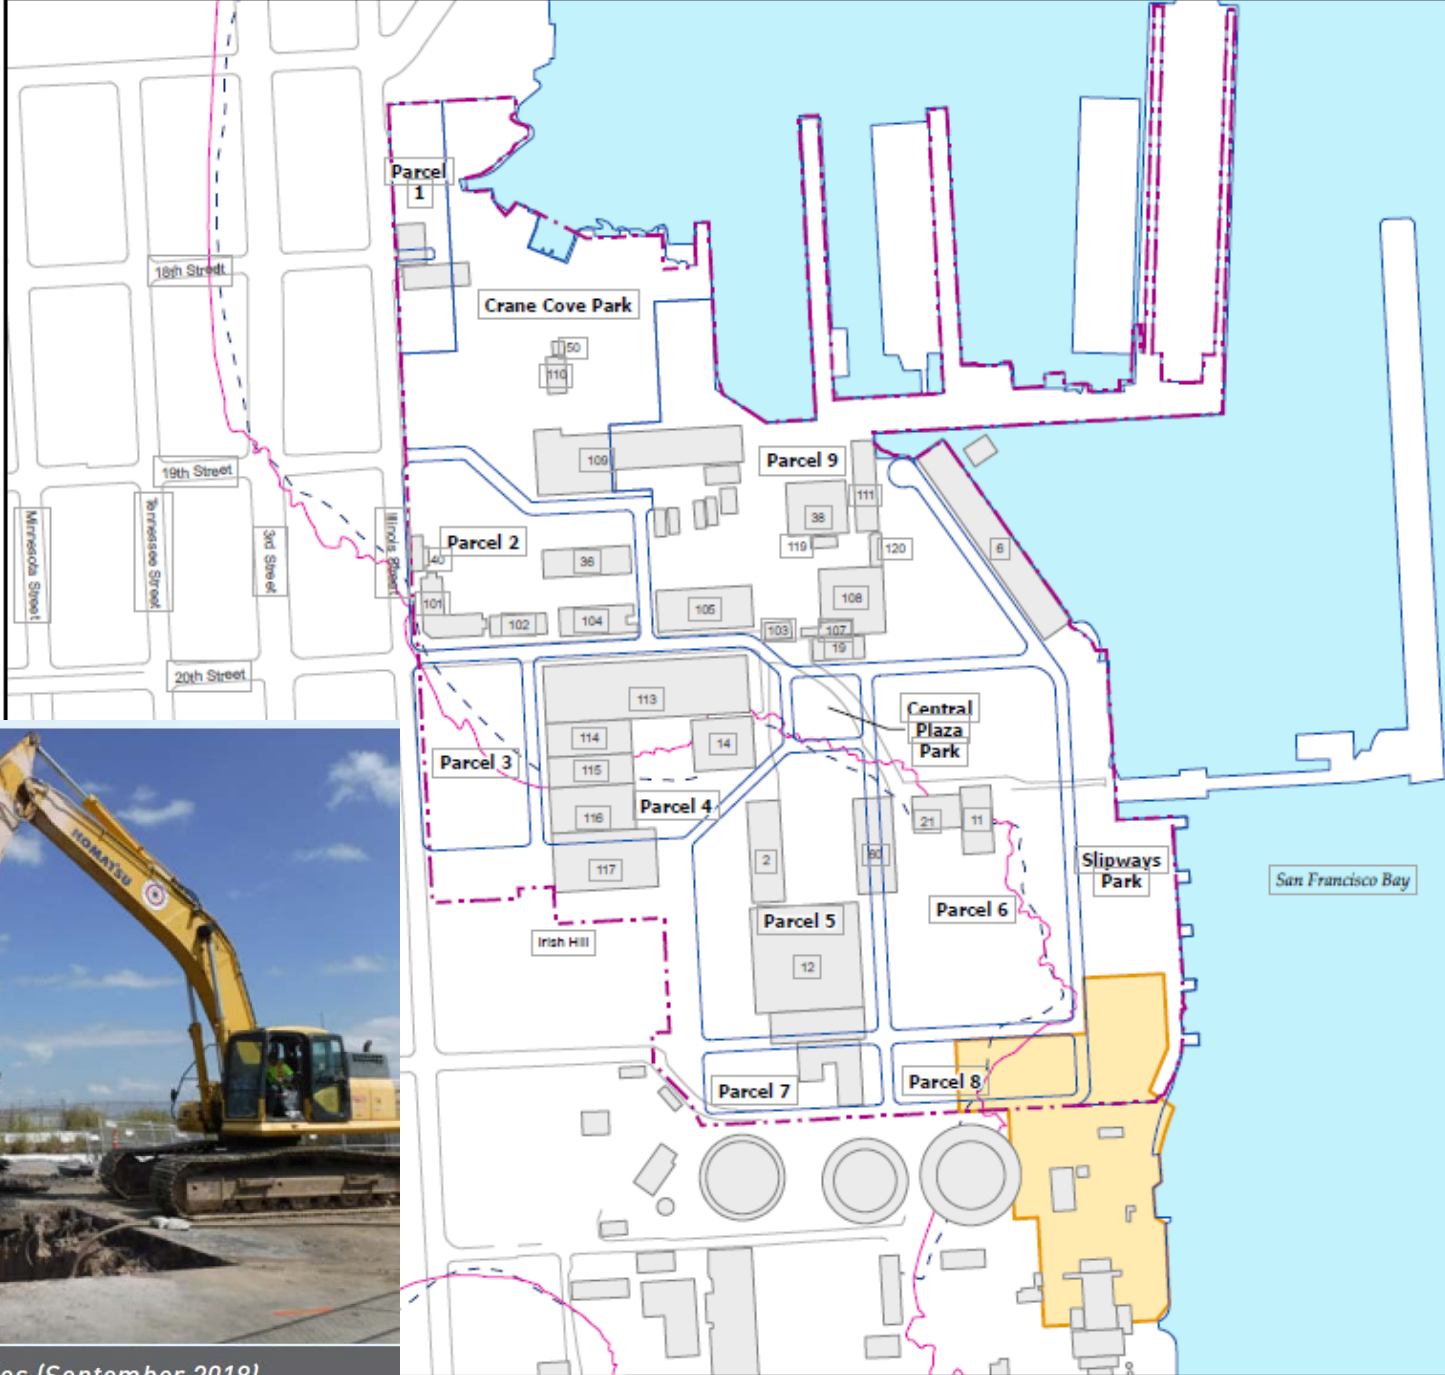 Parcel
1
18th Street
Crane Cove Park
50
110
19th Street
109
Parcel 9
111
38
119
120
6
Minnesota Street
Tennessee Street
3rd Street
Illinois Street
Parcel 2
40
36
101
102
104
105
108
103
107
19
20th Street
113
Central
Plaza
Park
114
14
Parcel 3
115
Parcel 4
116
21
11
117
2
60
Slipways
Park
San Francisco Bay
Parcel 5
Parcel 6
Irish Hill
12
KOMATSU
Parcel 7
Parcel 8
(September 2018)